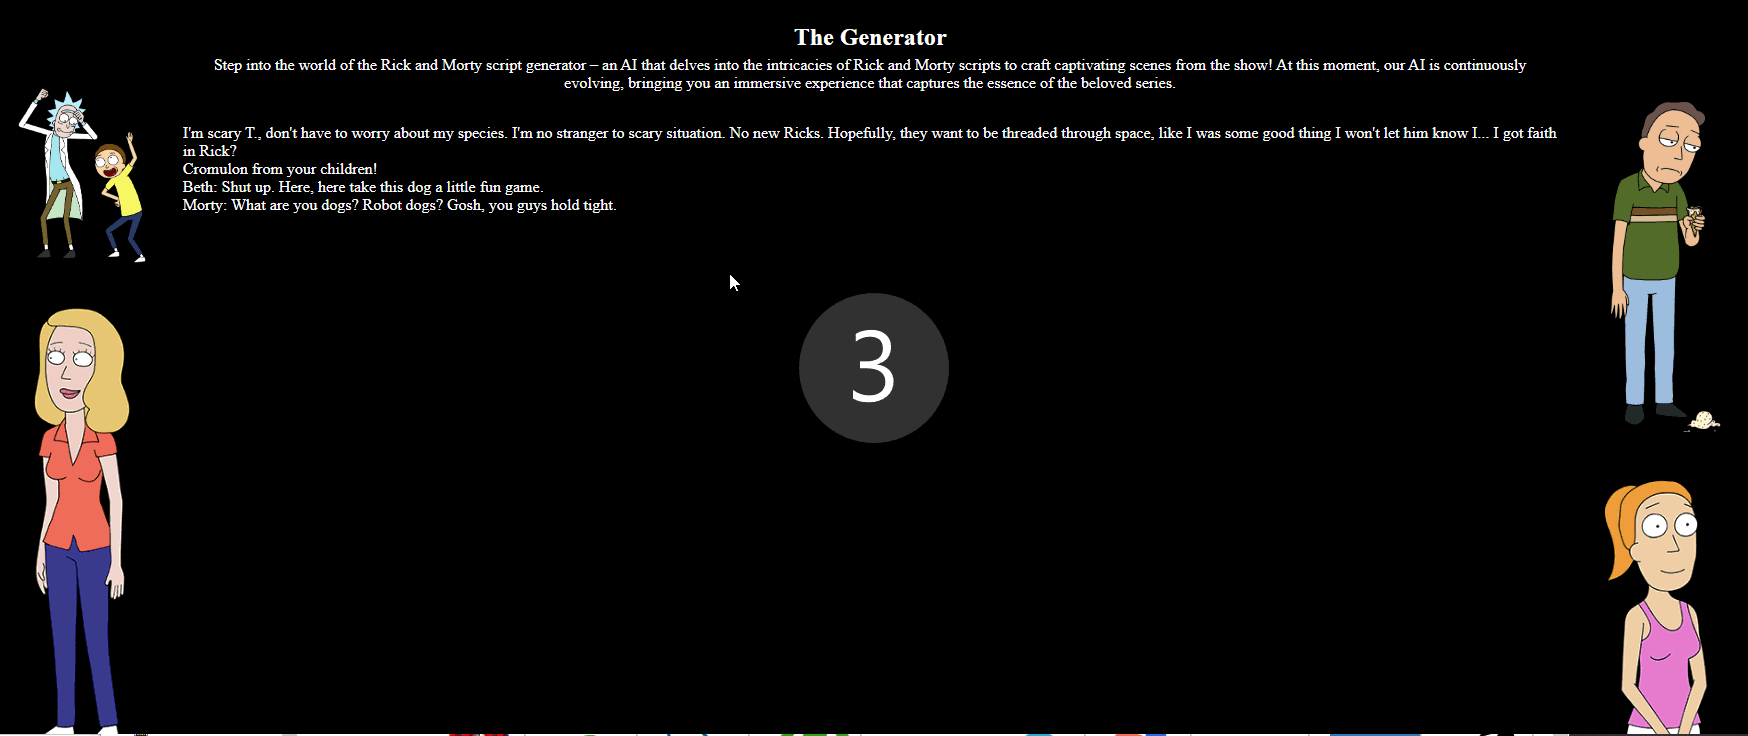 The Generator
Step into the world of the Rick and Morty script generator – an AI that delves into the intricacies of Rick and Morty scripts to craft captivating scenes from the show! At this moment, our AI is continuously
evolving, bringing you an immersive experience that captures the essence of the beloved series.
I'm scary T., don't have to worry about my species. I'm no stranger to scary situation. No new Ricks. Hopefully, they want to be threaded through space, like I was some good thing I won't let him know I... I got faith
in Rick?
Cromulon from your children!
Beth: Shut up. Here, here take this dog a little fun game.
Morty: What are you dogs? Robot dogs? Gosh, you guys hold tight.
3